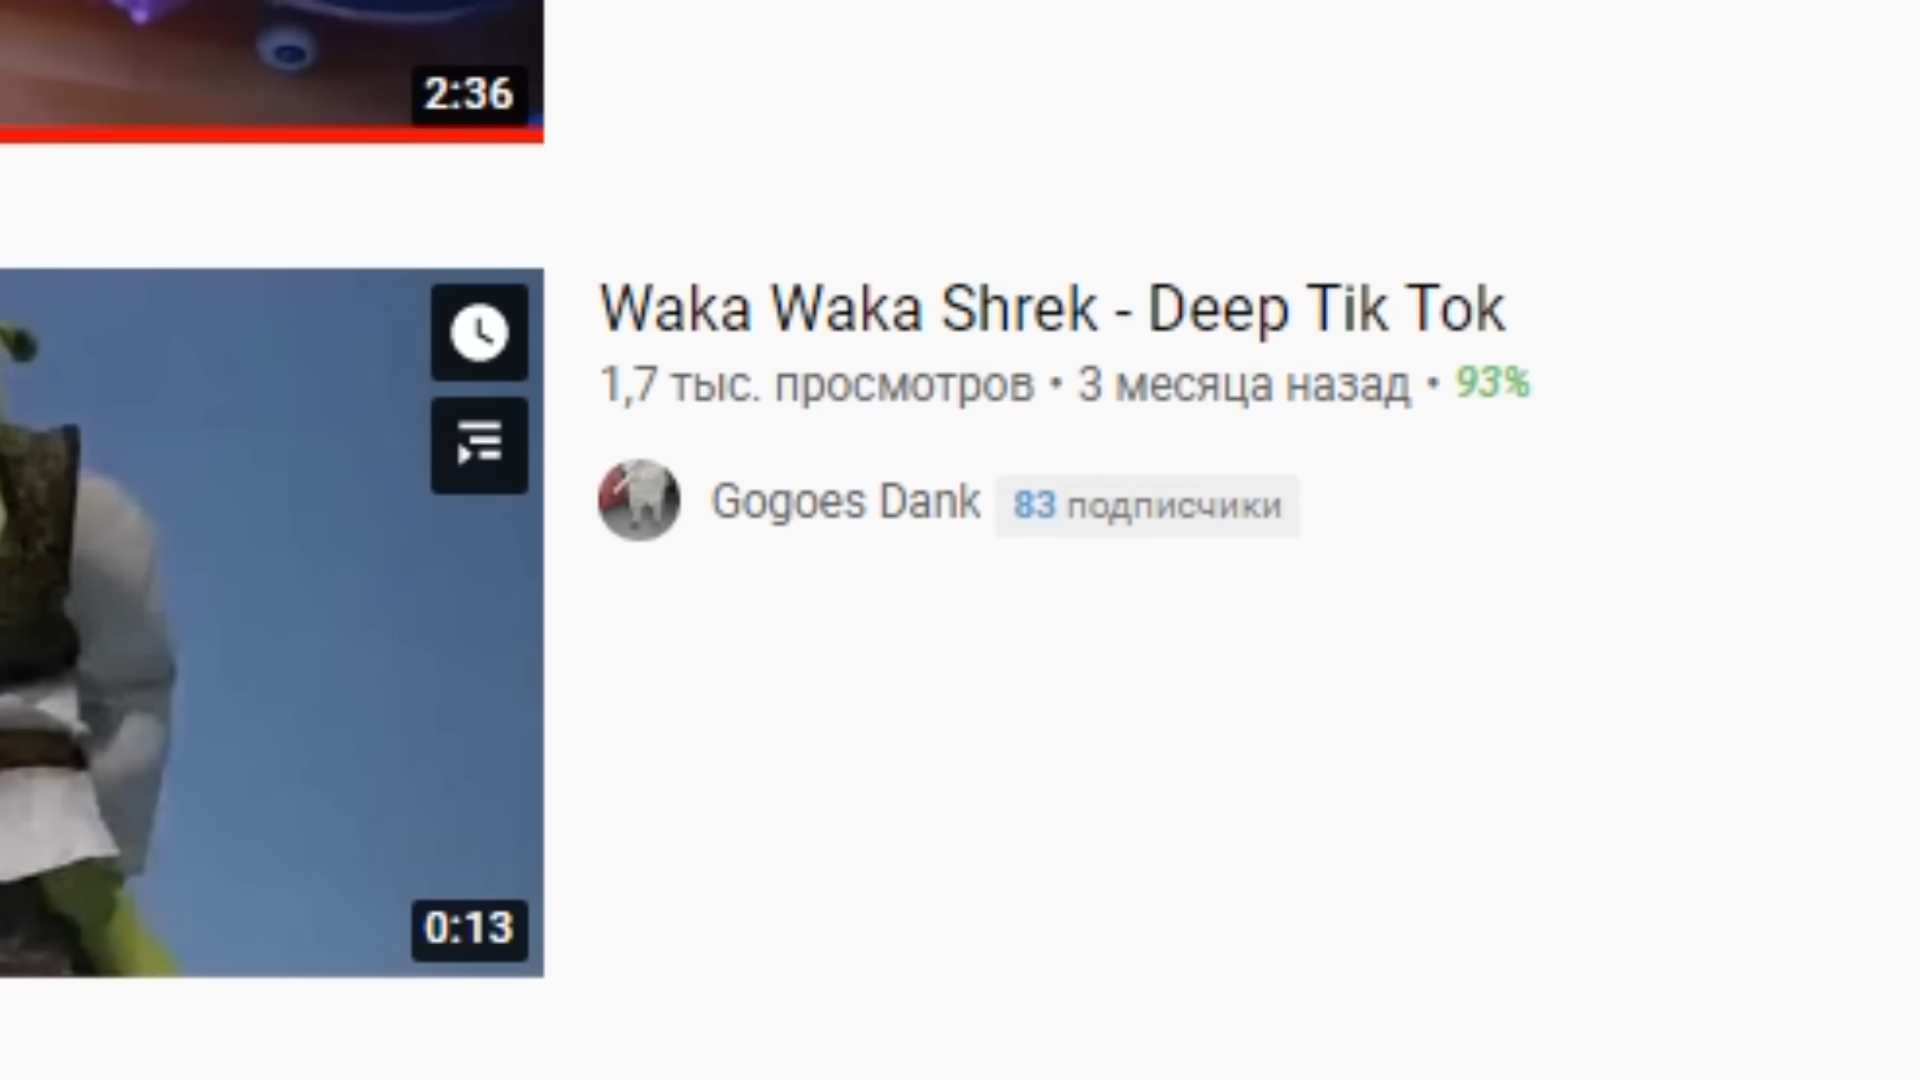 2:36
Waka Waka Shrek - Deep Tik Tok
1,7 тыс. просмотров • 3 месяца назад • 93%
Gogoes Dank 83 подписчики
0:13